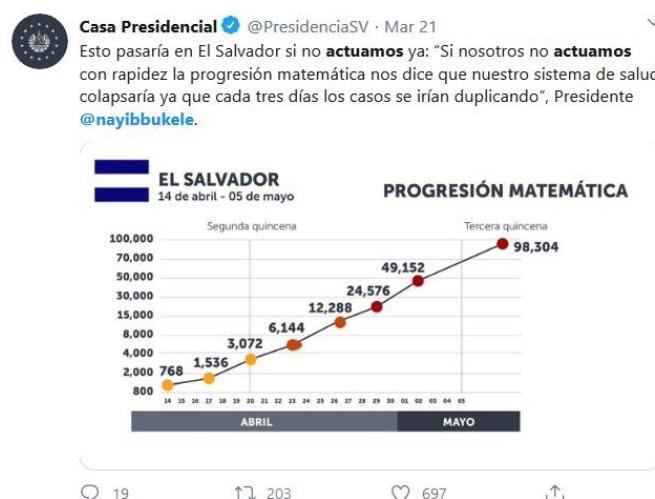 Casa Presidencial @PresidenciaSV · Mar 21
Esto pasaría en El Salvador si no actuamos ya: “Si nosotros no actuamos
con rapidez la progresión matemática nos dice que nuestro sistema de salud
colapsaría ya que cada tres días los casos se irían duplicando”, Presidente
@nayibbukele.
EL SALVADOR
14 de abril - 05 de mayo
PROGRESIÓN MATEMÁTICA
Segunda quincena
Tercera quincena
100,000
70,000
50,000
30,000
15,000
8,000
4,000
2,000
800
768
1,536
3,072
6,144
12,288
24,576
49,152
98,304
14 15 16 17 18 19 20 21 22 23 24 25 26 27 28 29 30 01 02 03 04 05
ABRIL
MAYO
19
203
697